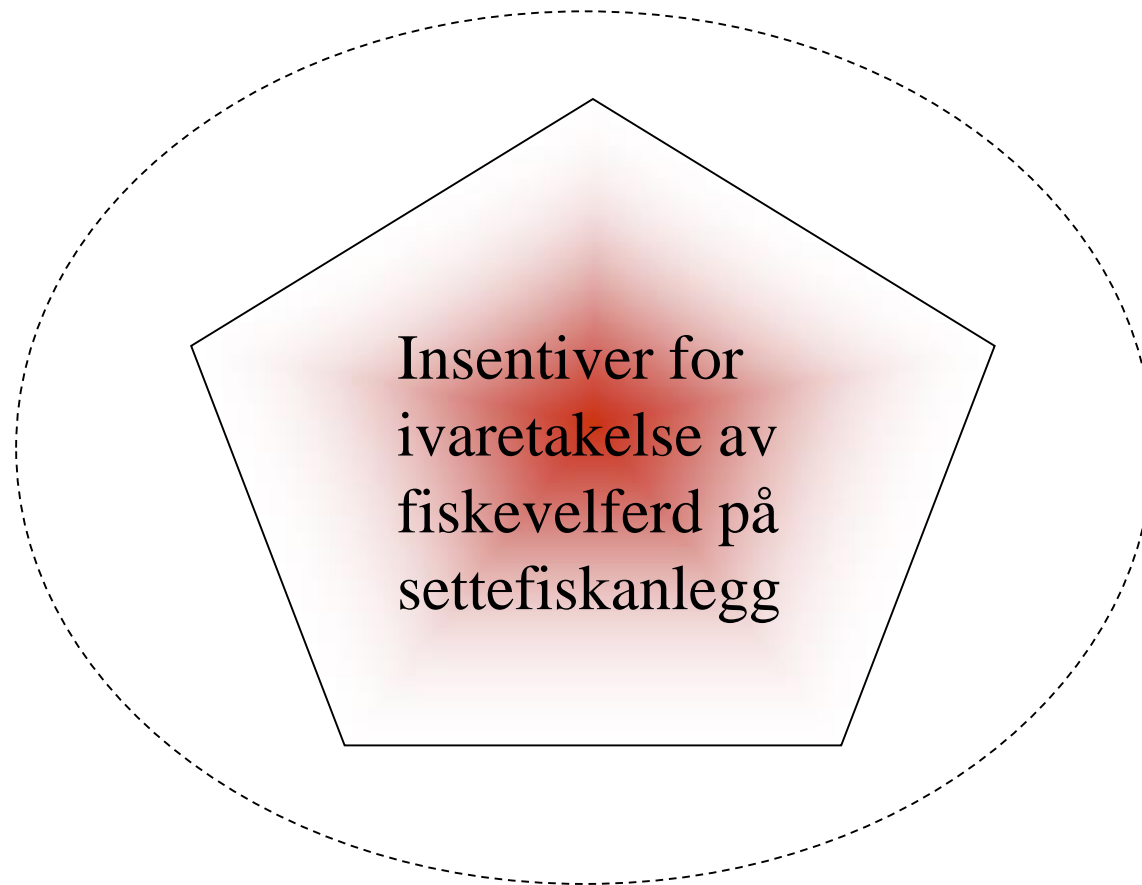 Insentiver for
ivaretakelse av
fiskevelferd på
settefiskanlegg